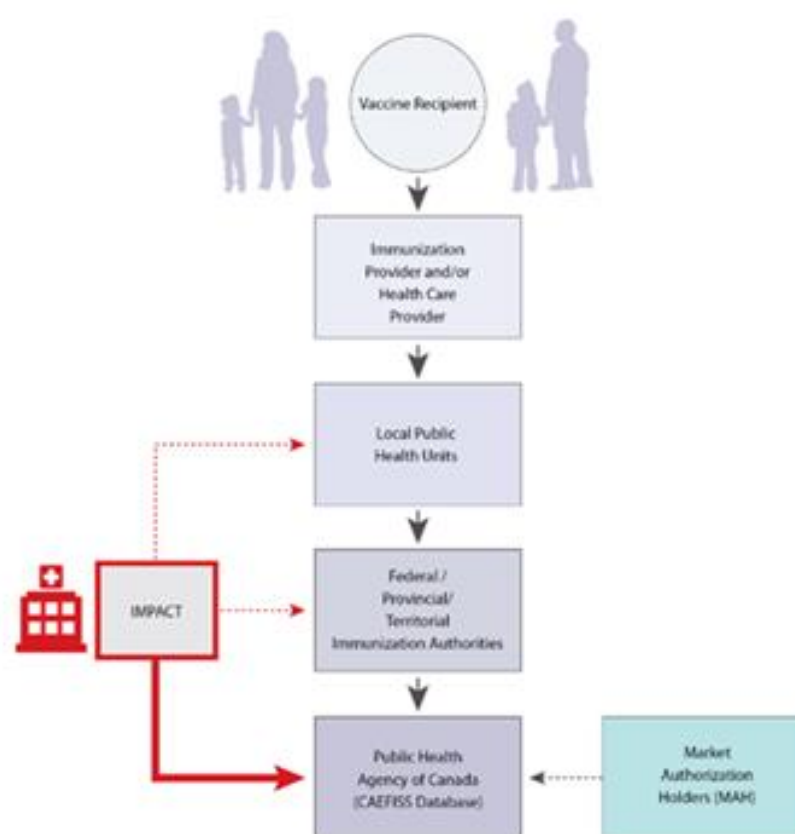 Vaccine Recipient
Immunization
Provider and/or
Health Care
Provider
Local Public
Health Units
IMPACT
Federal /
Provincial/
Territorial
Immunization Authorities
Public Health
Agency of Canada
(CAEFISS Database)
Market
Authorization
Holders (MAH)